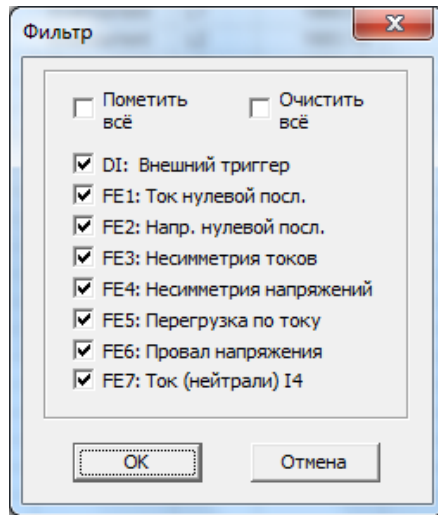 Фильтр
Пометить всё
Очистить всё
DI: Внешний триггер
FE1: Ток нулевой посл.
FE2: Напр. нулевой посл.
FE3: Несимметрия токов
FE4: Несимметрия напряжений
FE5: Перегрузка по току
FE6: Провал напряжения
FE7: Ток (нейтрали) I4
OK
Отмена